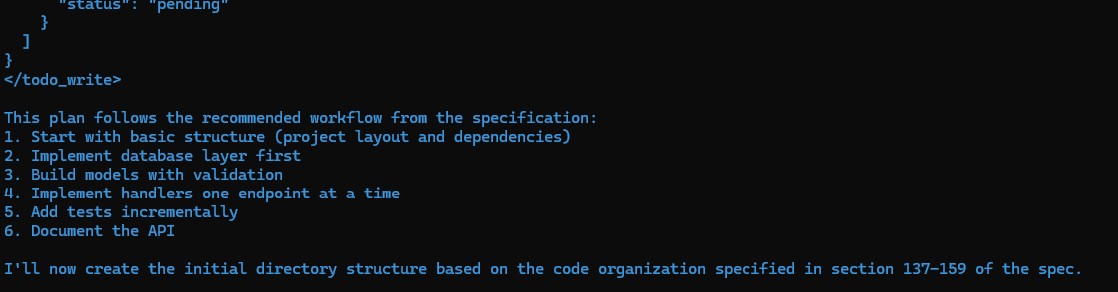 "status": "pending"
}
]
}
</todo_write>
This plan follows the recommended workflow from the specification:
1. Start with basic structure (project layout and dependencies)
2. Implement database layer first
3. Build models with validation
4. Implement handlers one endpoint at a time
5. Add tests incrementally
6. Document the API
I'll now create the initial directory structure based on the code organization specified in section 137-159 of the spec.